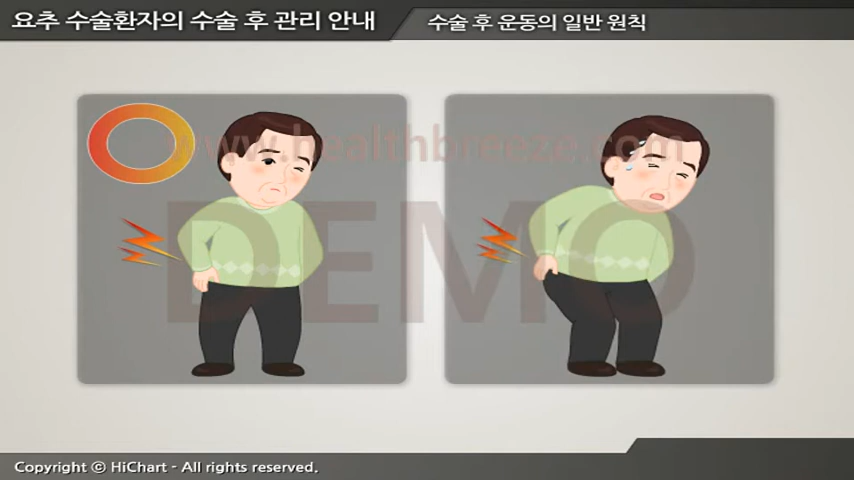 요추 수술환자의 수술 후 관리 안내
수술 후 운동의 일반 원칙
www.healthbreeze.com
DEMO
Copyright ⓒ HiChart - All rights reserved.